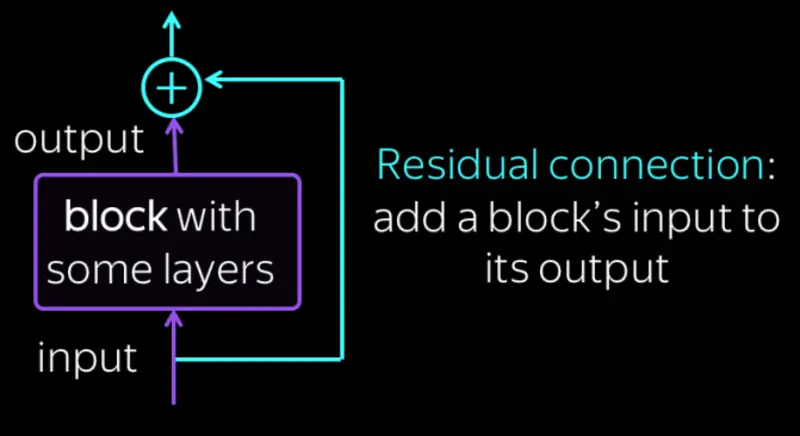 output
block with
some layers
input
Residual connection:
add a block’s input to
its output